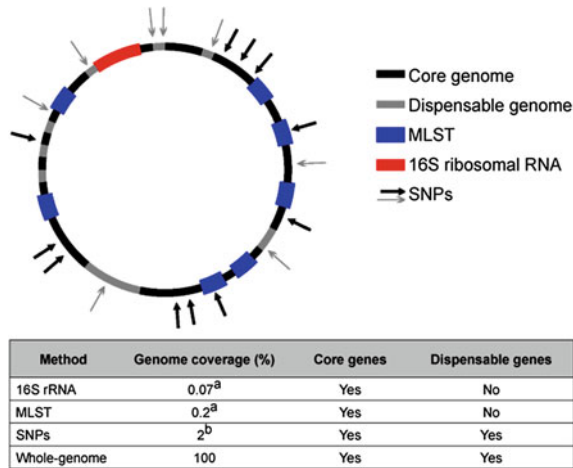 Core genome
Dispensable genome
MLST
16S ribosomal RNA
SNPs
Method Genome coverage (%) Core genes Dispensable genes
16S rRNA 0.07a Yes No
MLST 0.2a Yes No
SNPs 2b Yes Yes
Whole-genome 100 Yes Yes